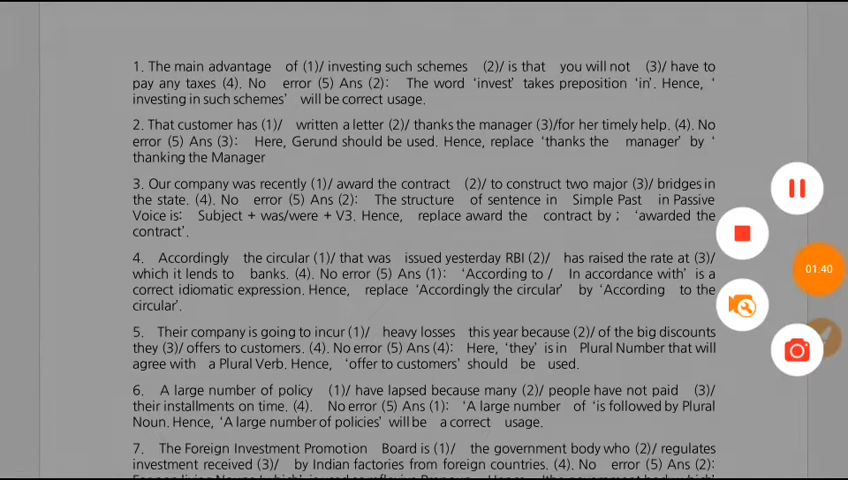 1. The main advantage of (1)/ investing such schemes (2)/ is that you will not (3)/ have to
pay any taxes (4). No error (5) Ans (2): The word 'invest' takes preposition 'in'. Hence, '
investing in such schemes' will be correct usage.
2. That customer has (1)/ written a letter (2)/ thanks the manager (3)/for her timely help. (4). No
error (5) Ans (3): Here, Gerund should be used. Hence, replace 'thanks the manager' by '
thanking the Manager
3. Our company was recently (1)/ award the contract (2)/ to construct two major (3)/ bridges in
the state. (4). No error (5) Ans (2): The structure of sentence in Simple Past in Passive
Voice is: Subject + was/were + V3. Hence, replace award the contract by ; 'awarded the
contract'.
4. Accordingly the circular (1)/ that was issued yesterday RBI (2)/ has raised the rate at (3)/
which it lends to banks. (4). No error (5) Ans (1): 'According to / In accordance with' is a
correct idiomatic expression. Hence, replace 'Accordingly the circular' by 'According to the
circular'.
5. Their company is going to incur (1)/ heavy losses this year because (2)/ of the big discounts
they (3)/ offers to customers. (4). No error (5) Ans (4): Here, 'they' is in Plural Number that will
agree with a Plural Verb. Hence, 'offer to customers' should be used.
6. A large number of policy (1)/ have lapsed because many (2)/ people have not paid (3)/
their installments on time. (4). No error (5) Ans (1): 'A large number of 'is followed by Plural
Noun. Hence, 'A large number of policies' will be a correct usage.
7. The Foreign Investment Promotion Board is (1)/ the government body who (2)/ regulates
investment received (3)/ by Indian factories from foreign countries. (4). No error (5) Ans (2):
01:40